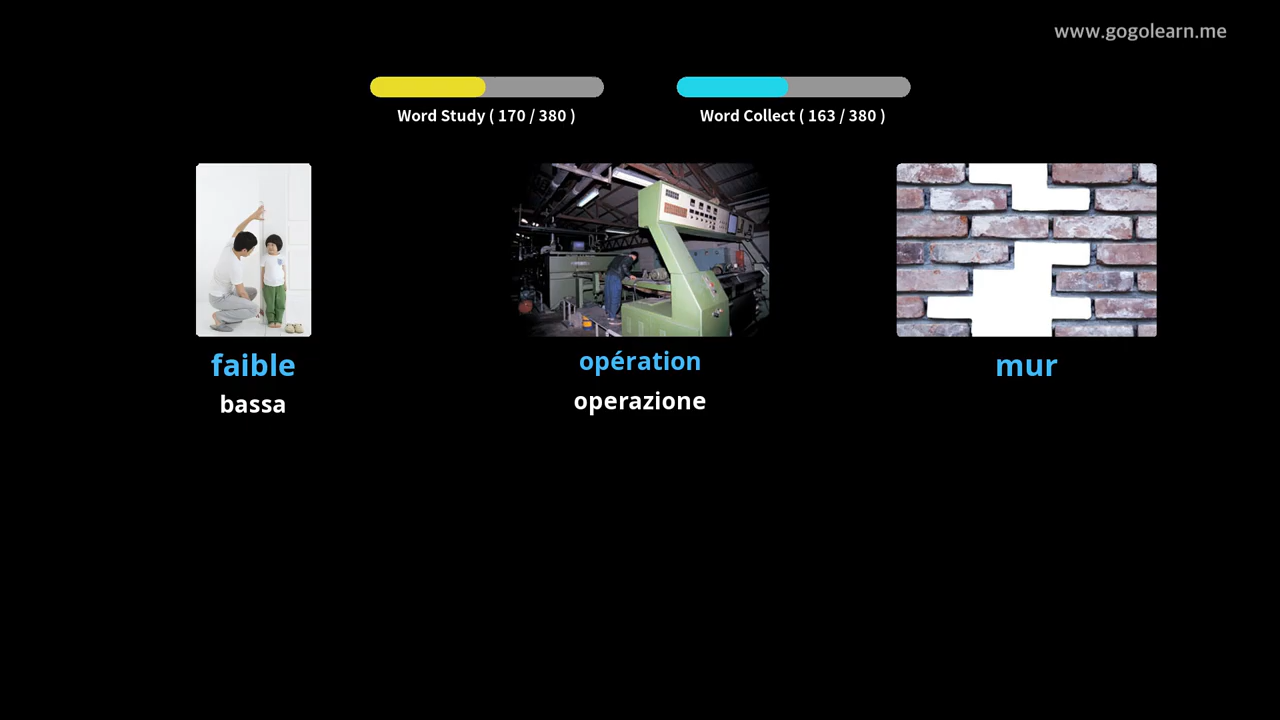 www.gogolearn.me
Word Study ( 170 / 380 )
Word Collect ( 163 / 380 )
faible
bassa
opération
operazione
mur